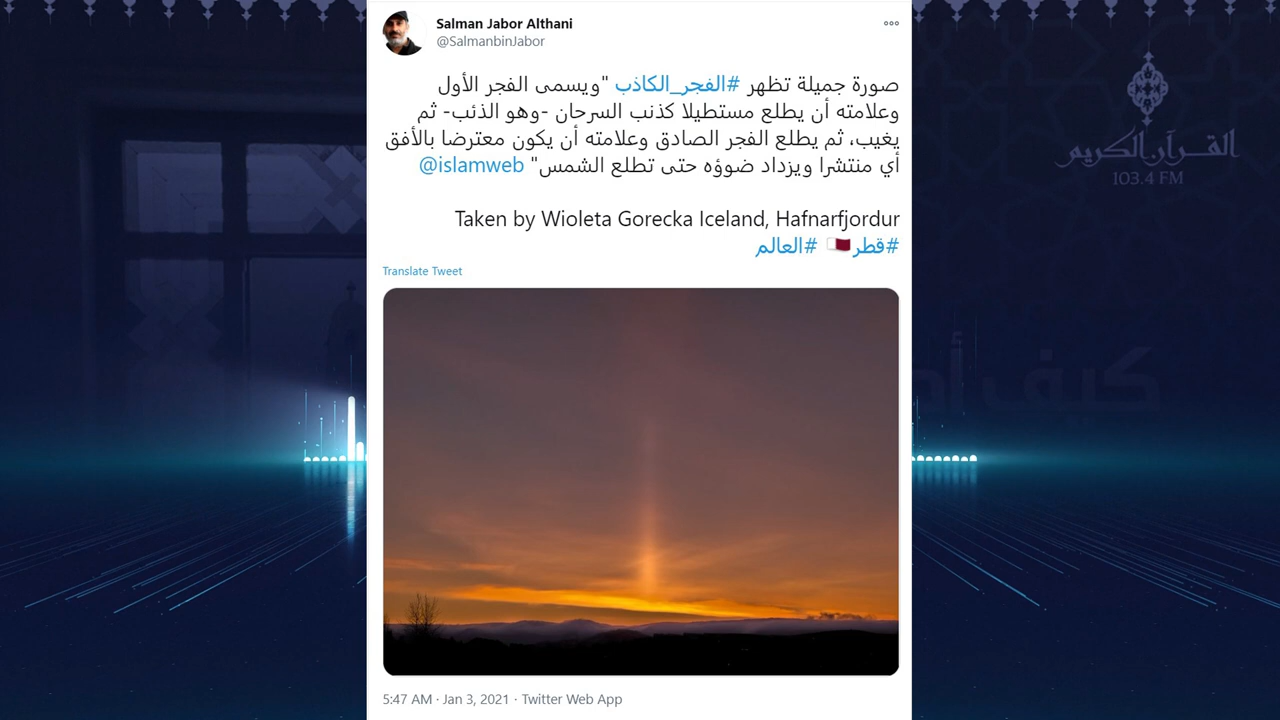 Salman Jabor Althani
@SalmanbinJabor
صورة جميلة تظهر #الفجر_الكاذب "ويسمى الفجر الأول
وعلامته أن يطلع مستطيلا كذنب السرحان -وهو الذئب- ثم
يغيب، ثم يطلع الفجر الصادق وعلامته أن يكون معترضا بالأفق
أي منتشرا ويزداد ضوؤه حتى تطلع الشمس" @islamweb
Taken by Wioleta Gorecka Iceland, Hafnarfjordur
#قطر🇶🇦 #العالم
Translate Tweet
5:47 AM · Jan 3, 2021 · Twitter Web App
القرآن الكريم
103.4 FM
كيف